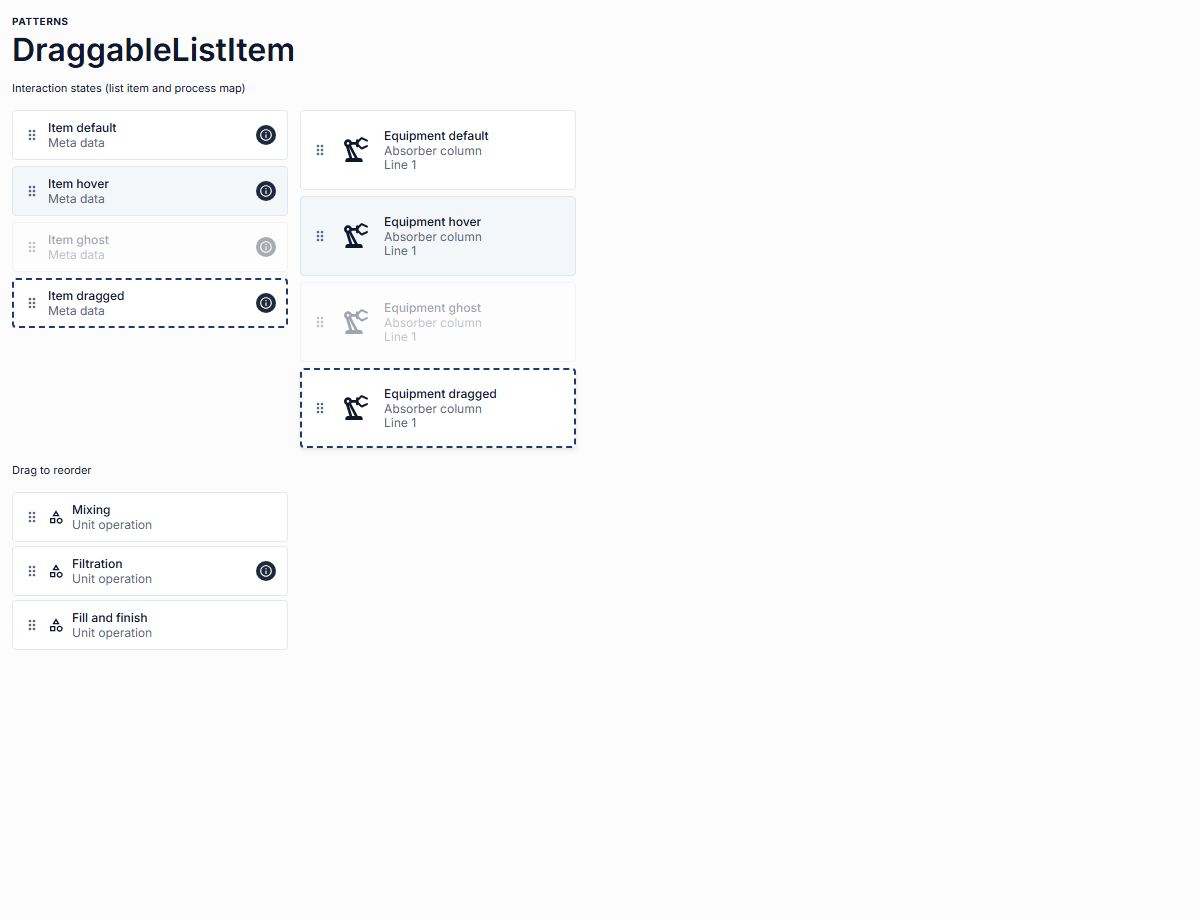 PATTERNS
DraggableListItem
Interaction states (list item and process map)
Item default
Meta data
Item hover
Meta data
Item ghost
Meta data
Item dragged
Meta data
Equipment default
Absorber column
Line 1
Equipment hover
Absorber column
Line 1
Equipment ghost
Absorber column
Line 1
Equipment dragged
Absorber column
Line 1
Drag to reorder
Mixing
Unit operation
Filtration
Unit operation
Fill and finish
Unit operation